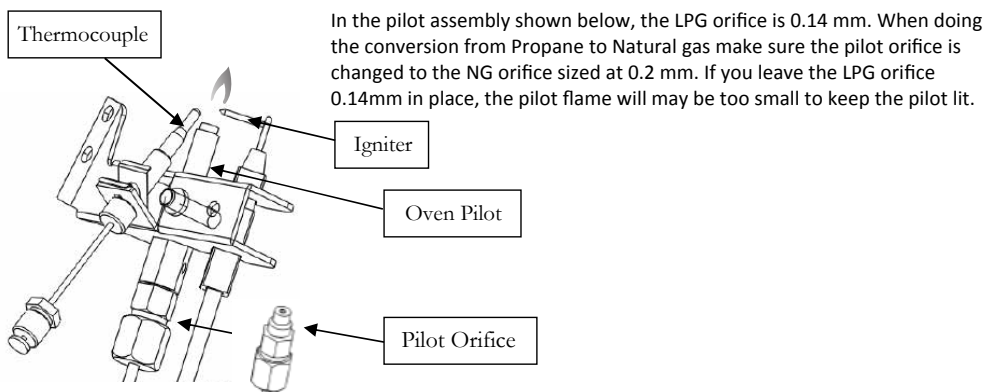 In the pilot assembly shown below, the LPG orifice is 0.14 mm. When doing
the conversion from Propane to Natural gas make sure the pilot orifice is
changed to the NG orifice sized at 0.2 mm. If you leave the LPG orifice
0.14mm in place, the pilot flame will may be too small to keep the pilot lit.
Thermocouple
Igniter
Oven Pilot
Pilot Orifice